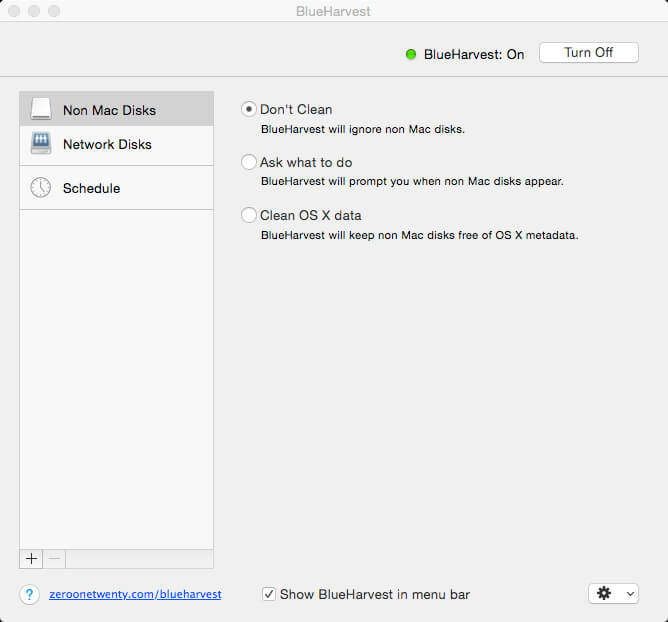 BlueHarvest
BlueHarvest: On
Turn Off
Non Mac Disks
Network Disks
Schedule
Don't Clean
BlueHarvest will ignore non Mac disks.
Ask what to do
BlueHarvest will prompt you when non Mac disks appear.
Clean OS X data
BlueHarvest will keep non Mac disks free of OS X metadata.
+ −
? zeroonetwenty.com/blueharvest
Show BlueHarvest in menu bar